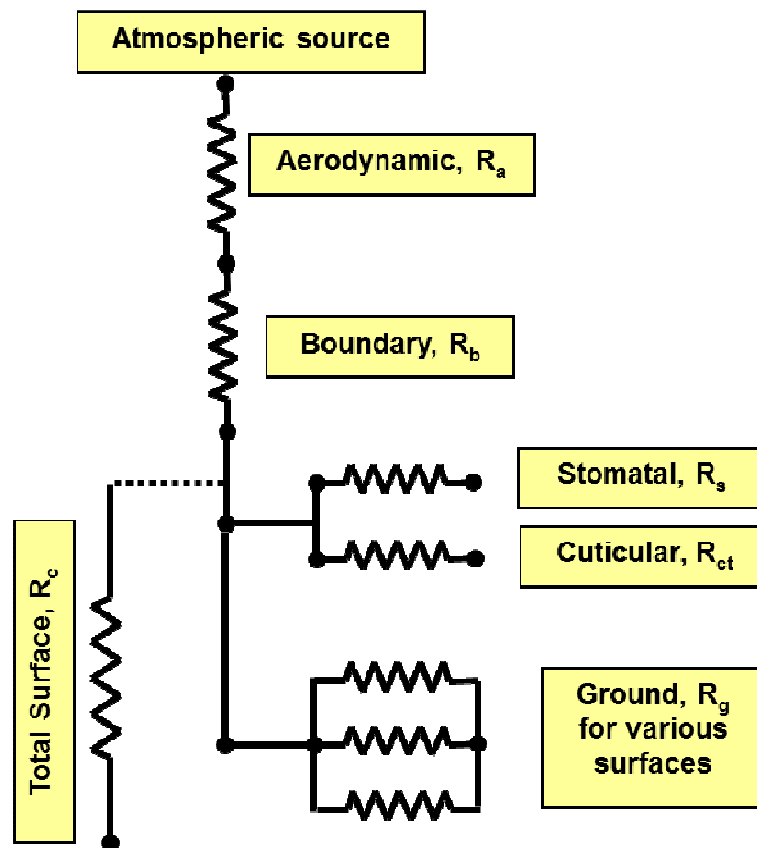 Atmospheric source
Aerodynamic, Ra
Boundary, Rb
Stomatal, Rs
Cuticular, Rct
Total Surface, Rc
Ground, Rg
for various
surfaces